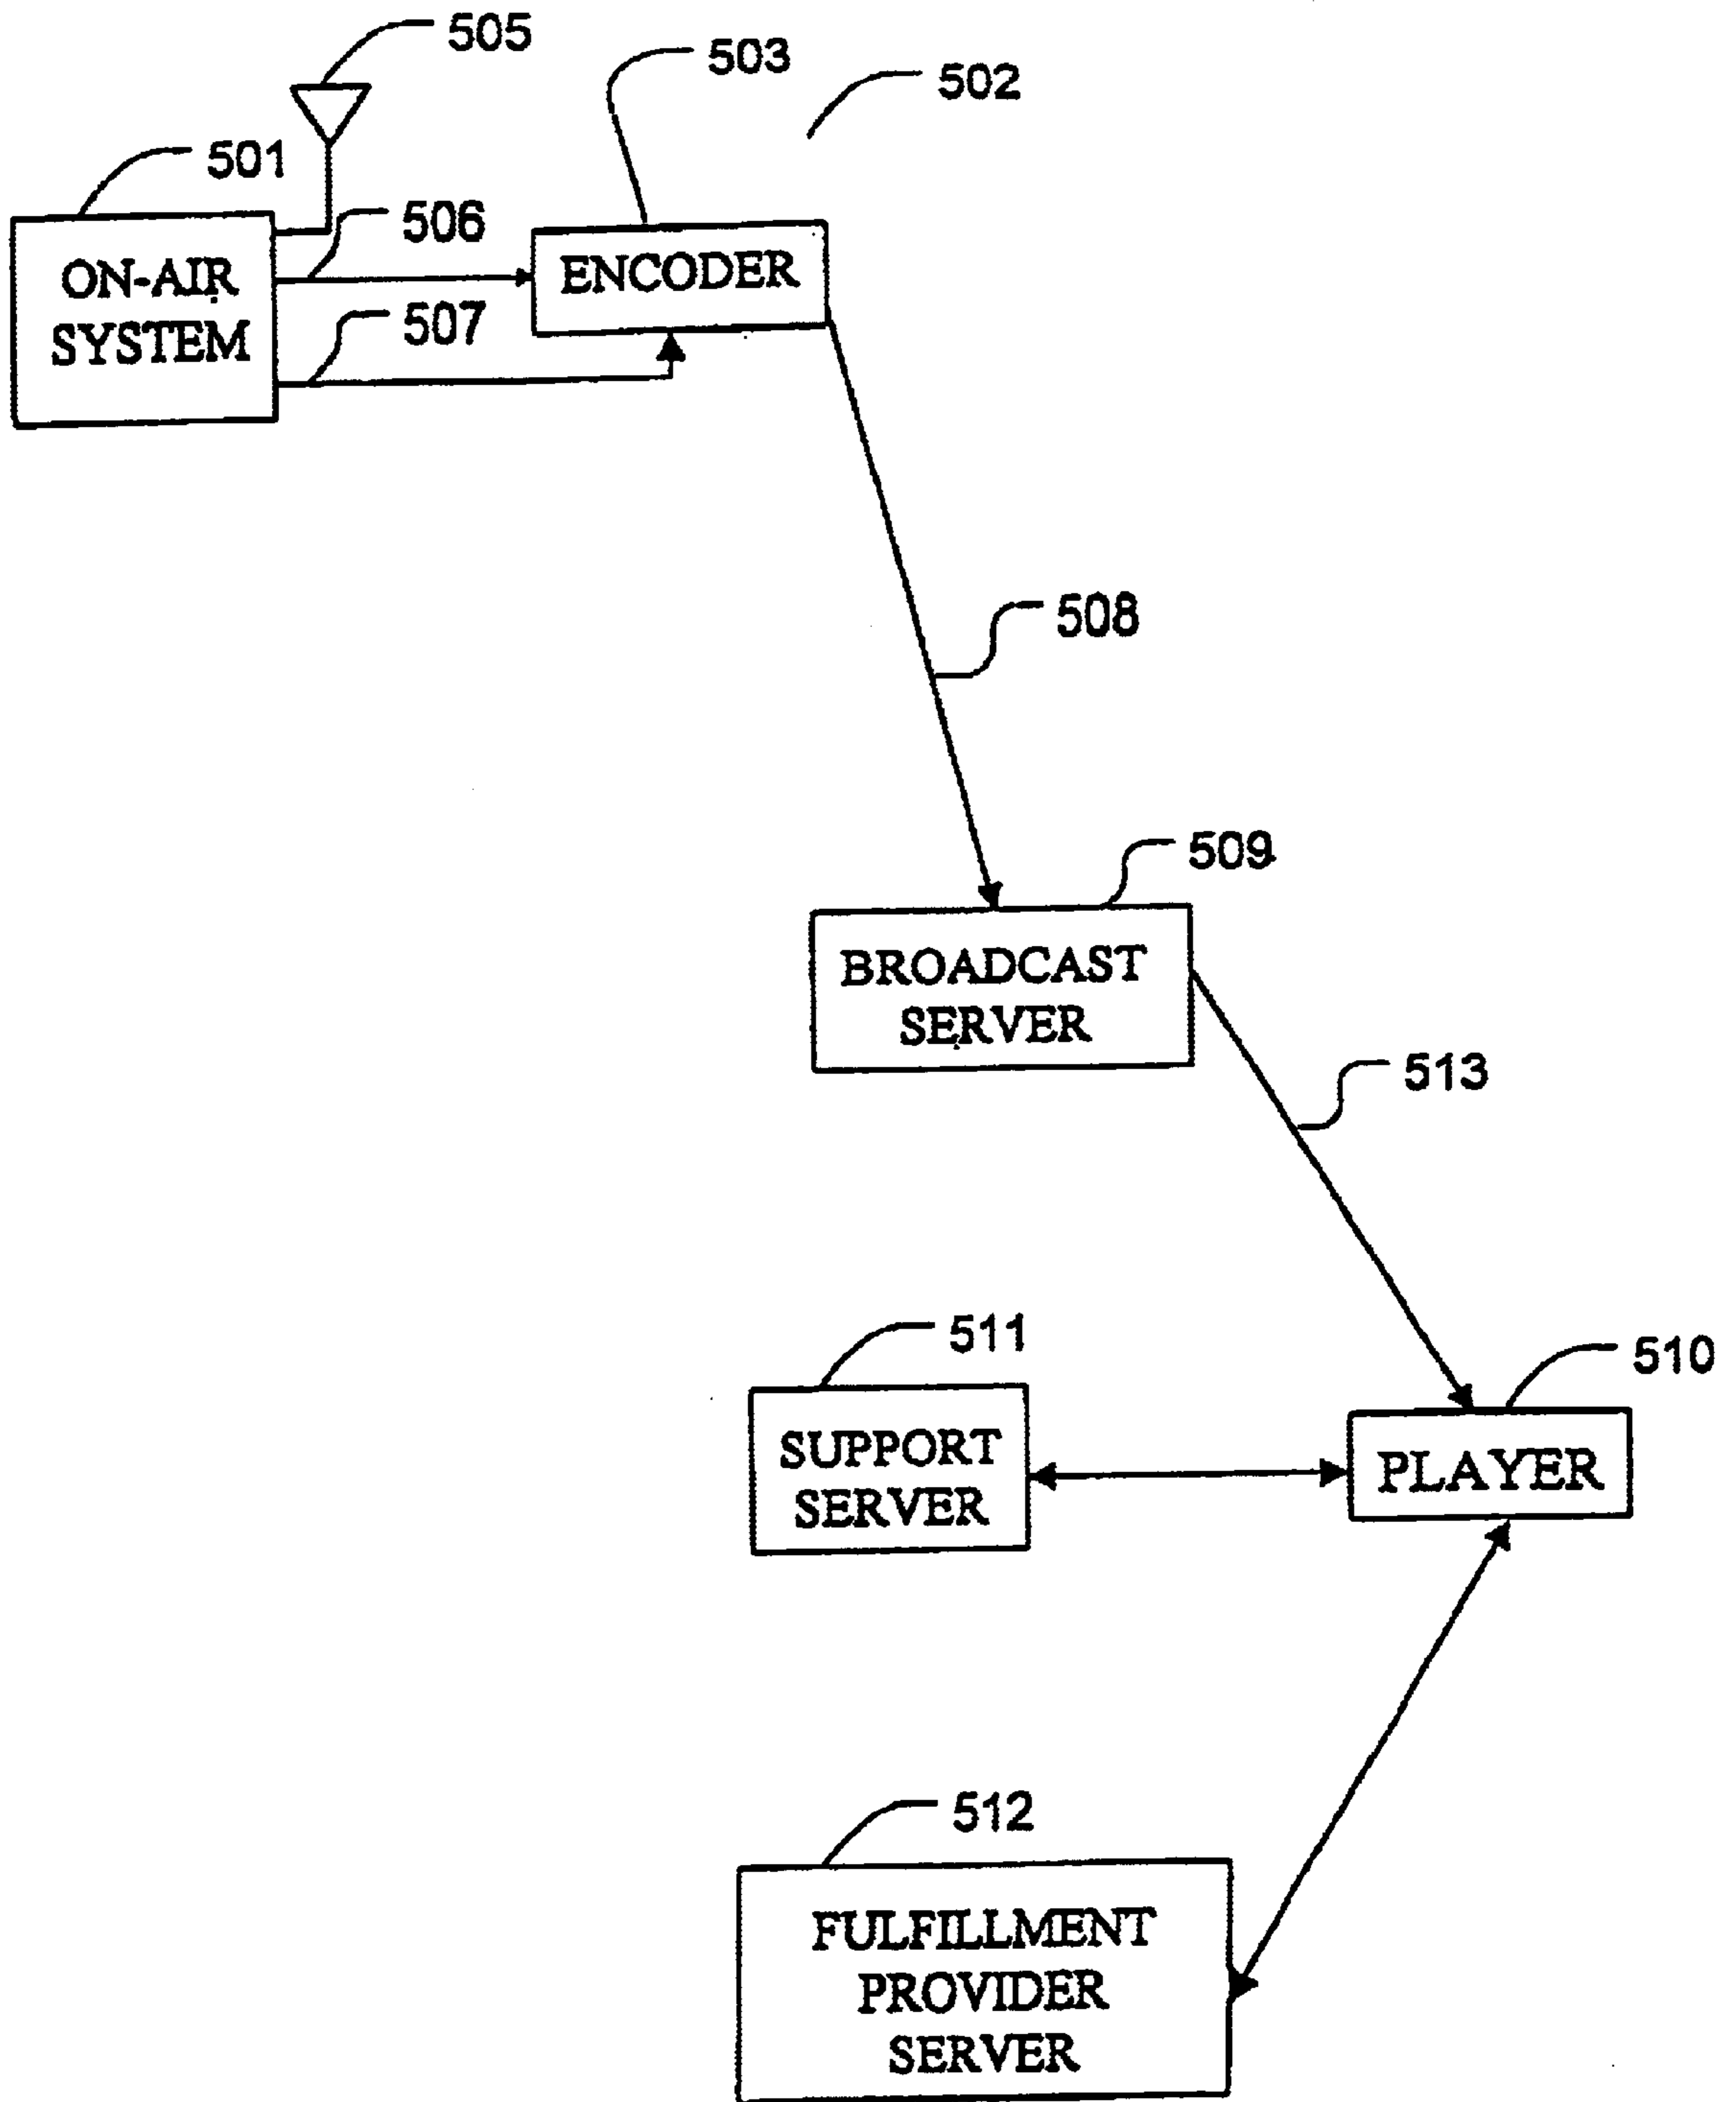 505
503
502
501
506
ON-AIR
SYSTEM
ENCODER
507
508
509
BROADCAST
SERVER
513
511
510
SUPPORT
SERVER
PLAYER
512
FULFILLMENT
PROVIDER
SERVER